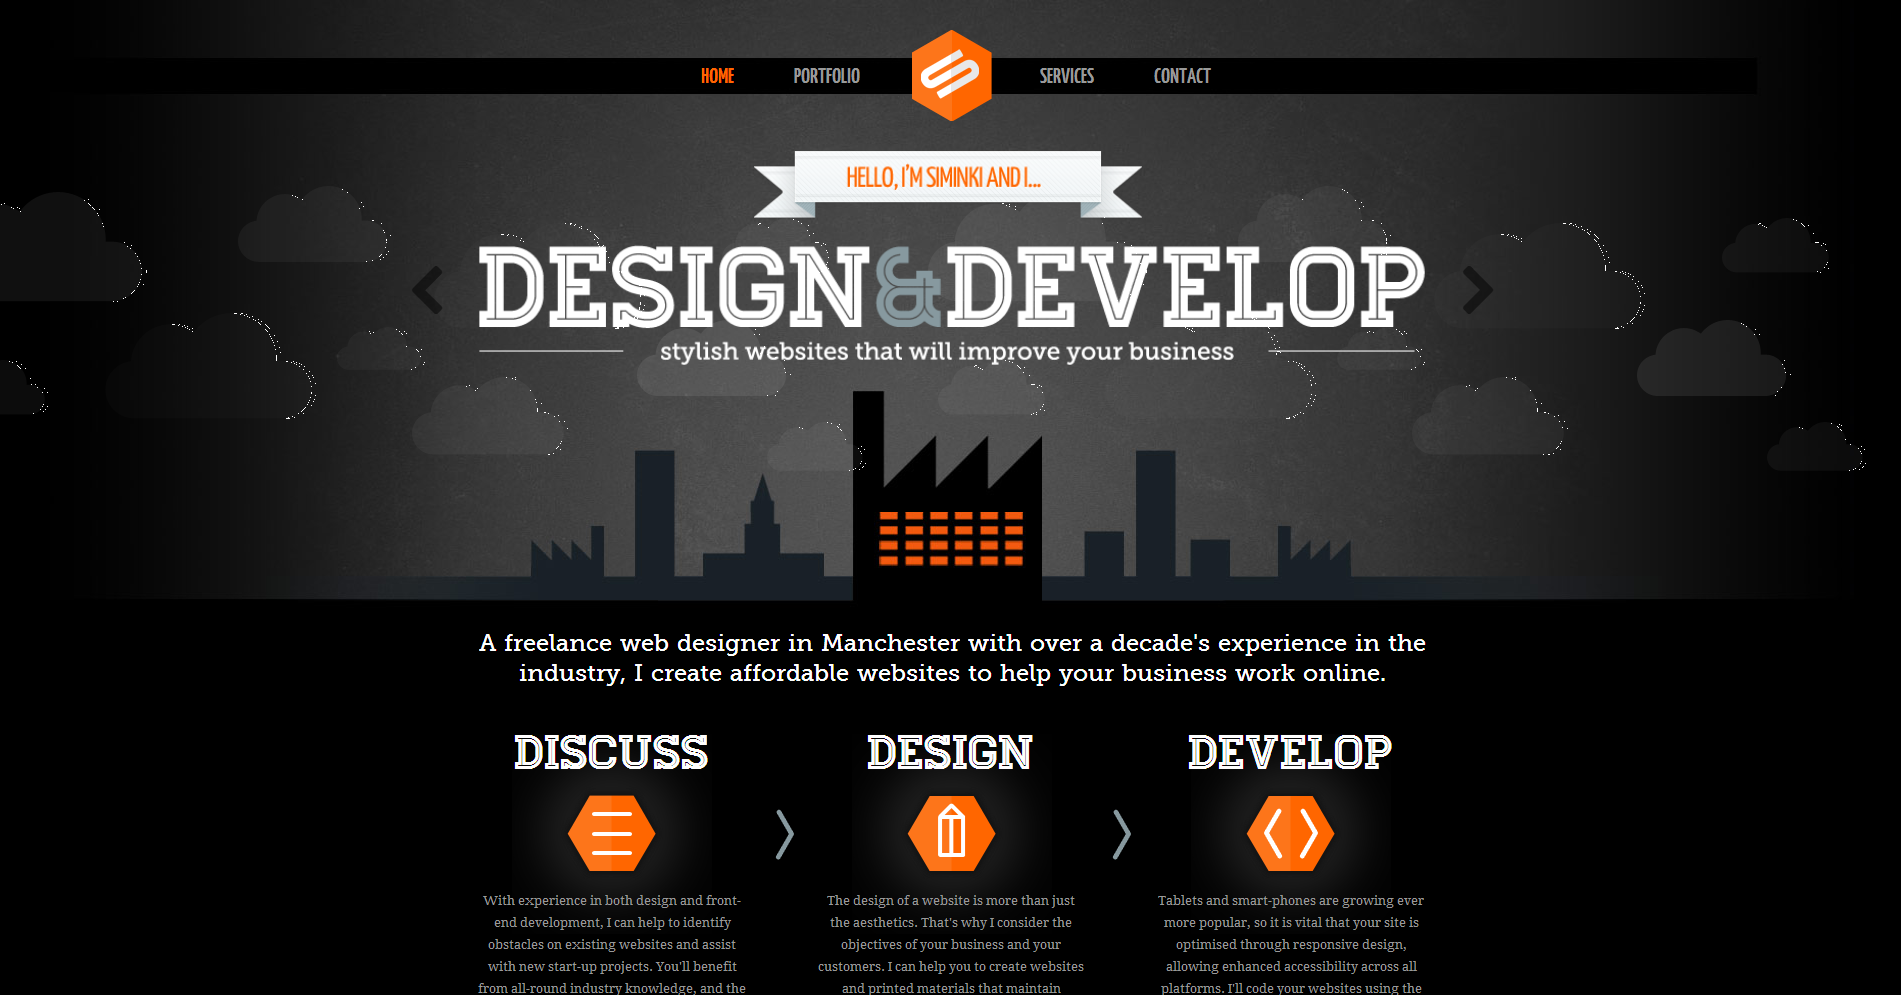 HOME PORTFOLIO SERVICES CONTACT
HELLO, I'M SIMINKI AND I...
DESIGN & DEVELOP
stylish websites that will improve your business
A freelance web designer in Manchester with over a decade's experience in the
industry, I create affordable websites to help your business work online.
DISCUSS
With experience in both design and front-
end development, I can help to identify
obstacles on existing websites and assist
with new start-up projects. You'll benefit
from all-round industry knowledge, and the
DESIGN
The design of a website is more than just
the aesthetics. That's why I consider the
objectives of your business and your
customers. I can help you to create websites
and printed materials that maintain
DEVELOP
Tablets and smart-phones are growing ever
more popular, so it is vital that your site is
optimised through responsive design,
allowing enhanced accessibility across all
platforms. I'll code your websites using the